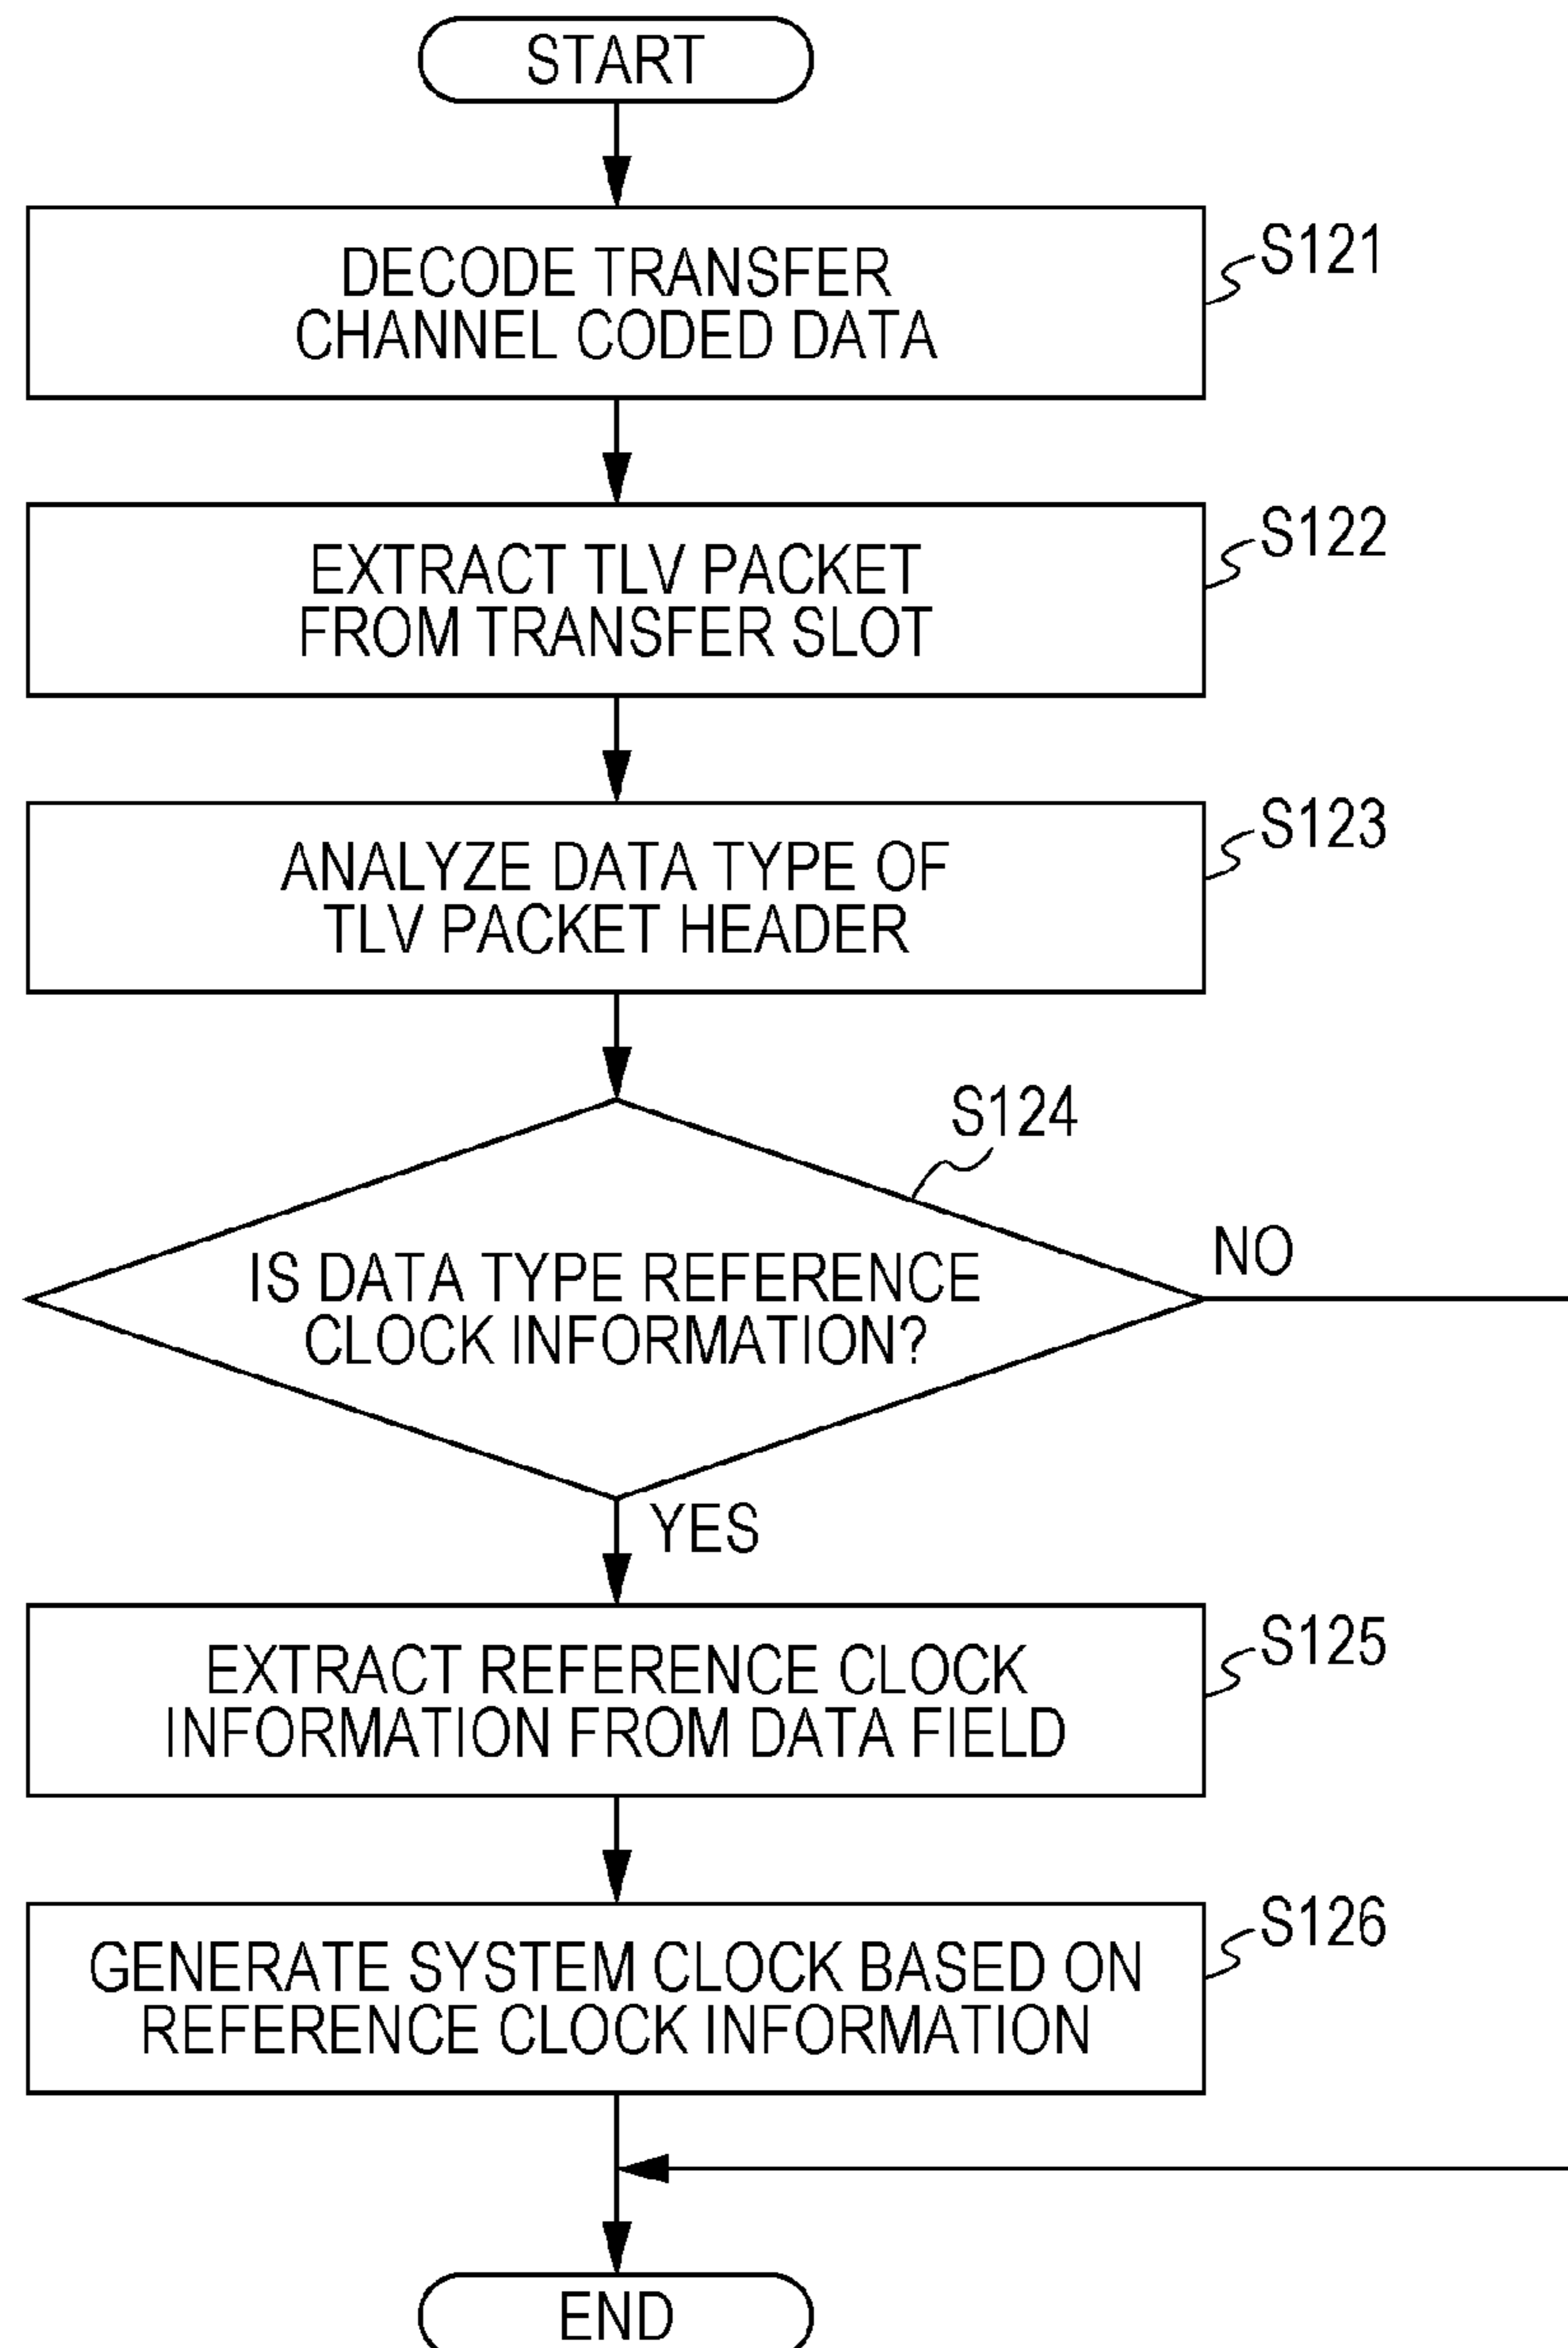 START
DECODE TRANSFER
CHANNEL CODED DATA
S121
EXTRACT TLV PACKET
FROM TRANSFER SLOT
S122
ANALYZE DATA TYPE OF
TLV PACKET HEADER
S123
S124
IS DATA TYPE REFERENCE
CLOCK INFORMATION?
NO
YES
EXTRACT REFERENCE CLOCK
INFORMATION FROM DATA FIELD
S125
GENERATE SYSTEM CLOCK BASED ON
REFERENCE CLOCK INFORMATION
S126
END